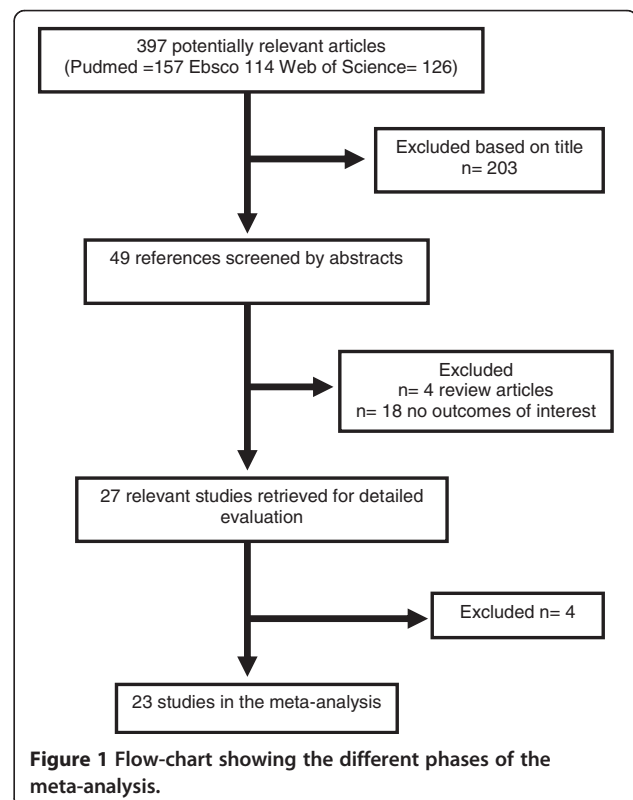 397 potentially relevant articles
(Pudmed =157 Ebsco 114 Web of Science= 126)
Excluded based on title
n= 203
49 references screened by abstracts
Excluded
n= 4 review articles
n= 18 no outcomes of interest
27 relevant studies retrieved for detailed
evaluation
Excluded n= 4
23 studies in the meta-analysis
Figure 1 Flow-chart showing the different phases of the
meta-analysis.